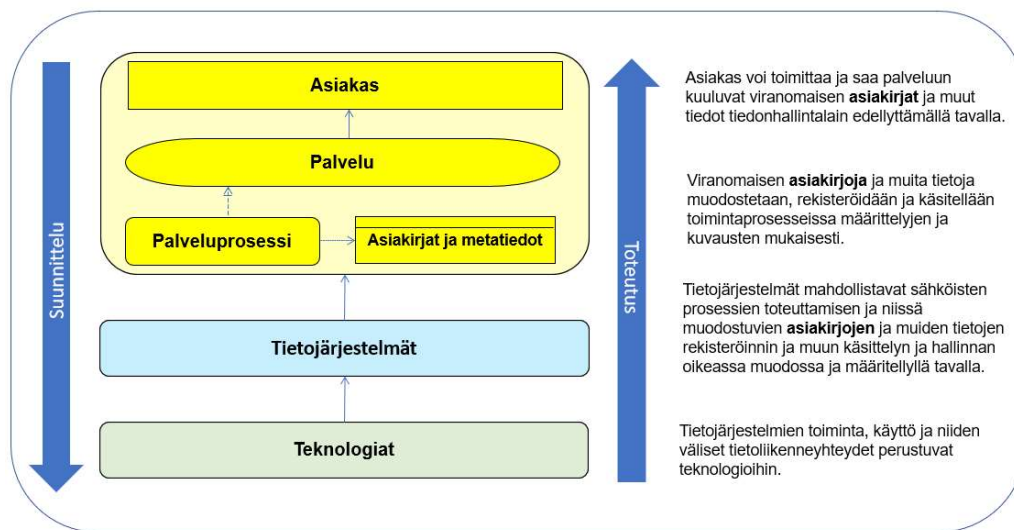 Suunnittelu
Asiakas
Palvelu
Palveluprosessi
Asiakirjat ja metatiedot
Tietojärjestelmät
Teknologiat
Toteutus
Asiakas voi toimittaa ja saa palveluun
kuuluvat viranomaisen asiakirjat ja muut
tiedot tiedonhallintalain edellyttämällä tavalla.
Viranomaisen asiakirjoja ja muita tietoja
muodostetaan, rekisteröidään ja käsitellään
toimintaprosesseissa määrittelyjen ja
kuvausten mukaisesti.
Tietojärjestelmät mahdollistavat sähköisten
prosessien toteuttamisen ja niissä
muodostuvien asiakirjojen ja muiden tietojen
rekisteröinnin ja muun käsittelyn ja hallinnan
oikeassa muodossa ja määritellyllä tavalla.
Tietojärjestelmien toiminta, käyttö ja niiden
väliset tietoliikenneyhteydet perustuvat
teknologioihin.